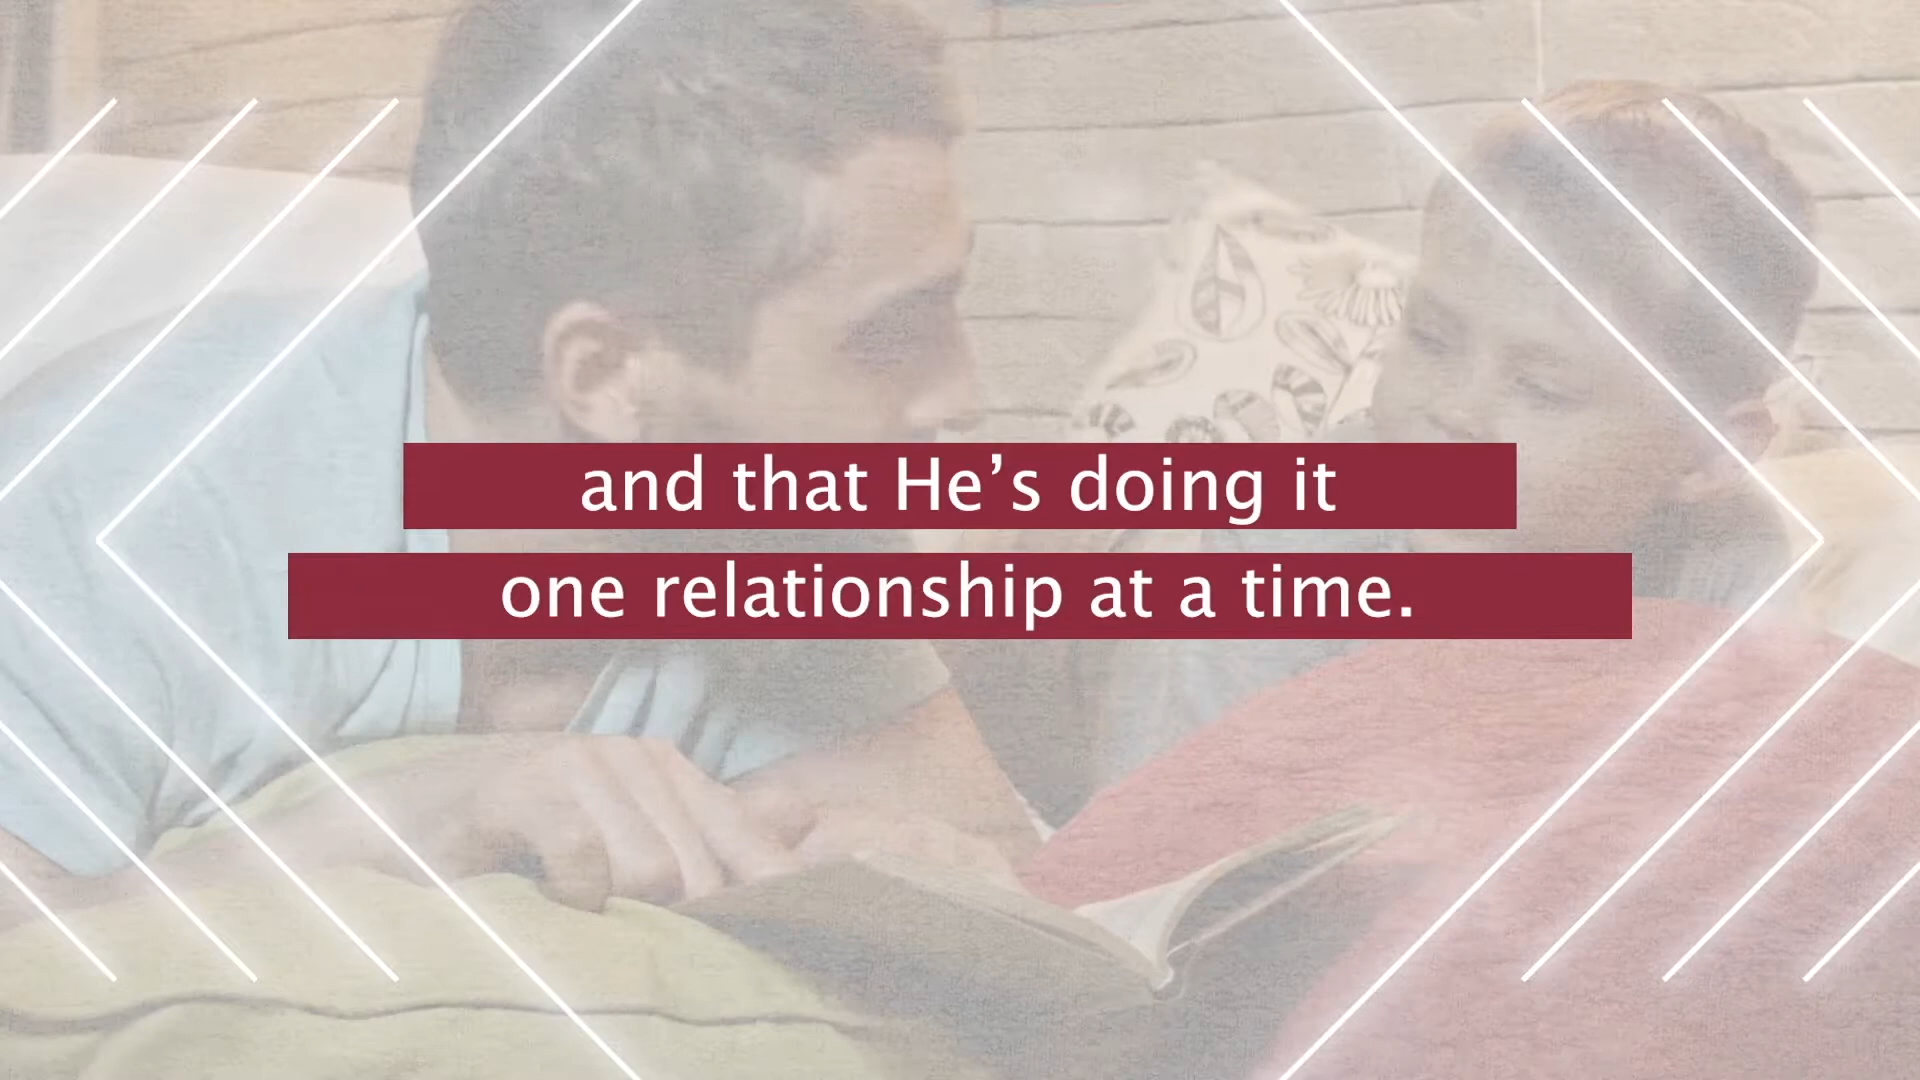 and that He’s doing it
one relationship at a time.